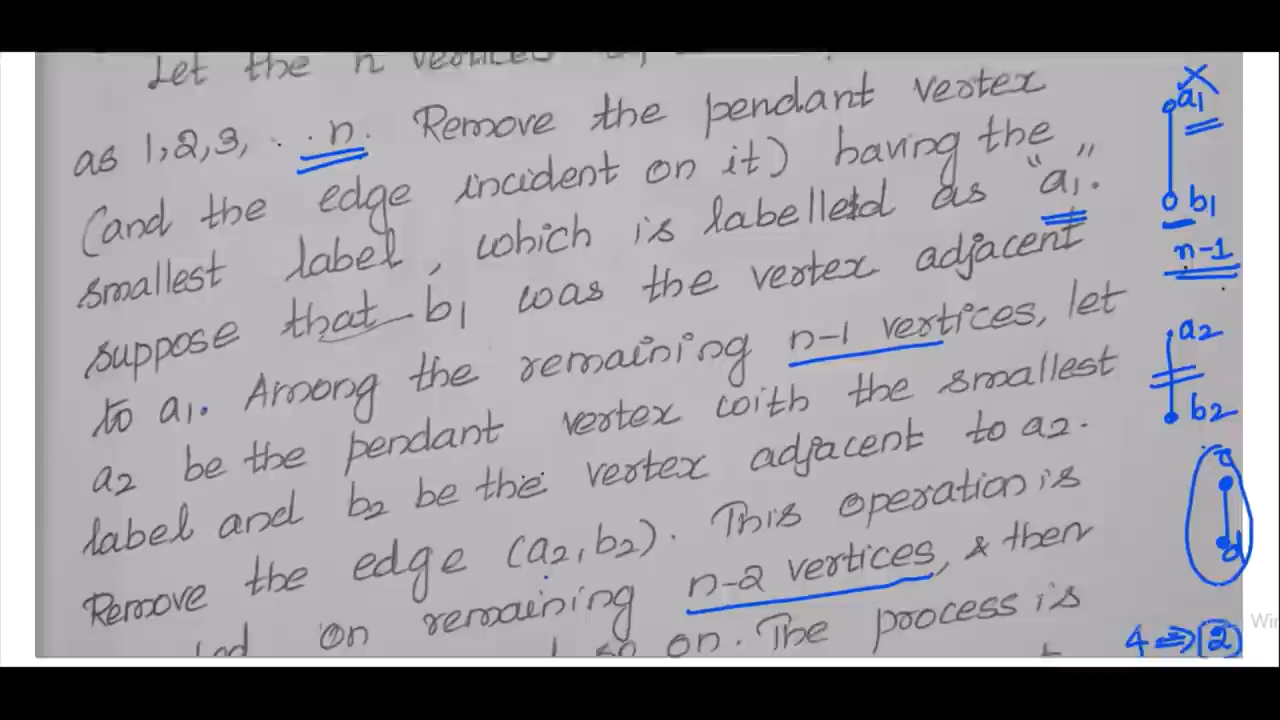 Let the n vertices
as 1,2,3, . . n. Remove the pendant vertex
(and the edge incident on it) having the
smallest label, which is labelled as "a1".
suppose that b1 was the vertex adjacent
to a1. Among the remaining n-1 vertices, let
a2 be the pendant vertex with the smallest
label and b2 be the vertex adjacent to a2.
Remove the edge (a2, b2). This operation is
on remaining n-2 vertices, & then
on. The process is
a1
b1
n-1
a2
b2
d
4 => (2)